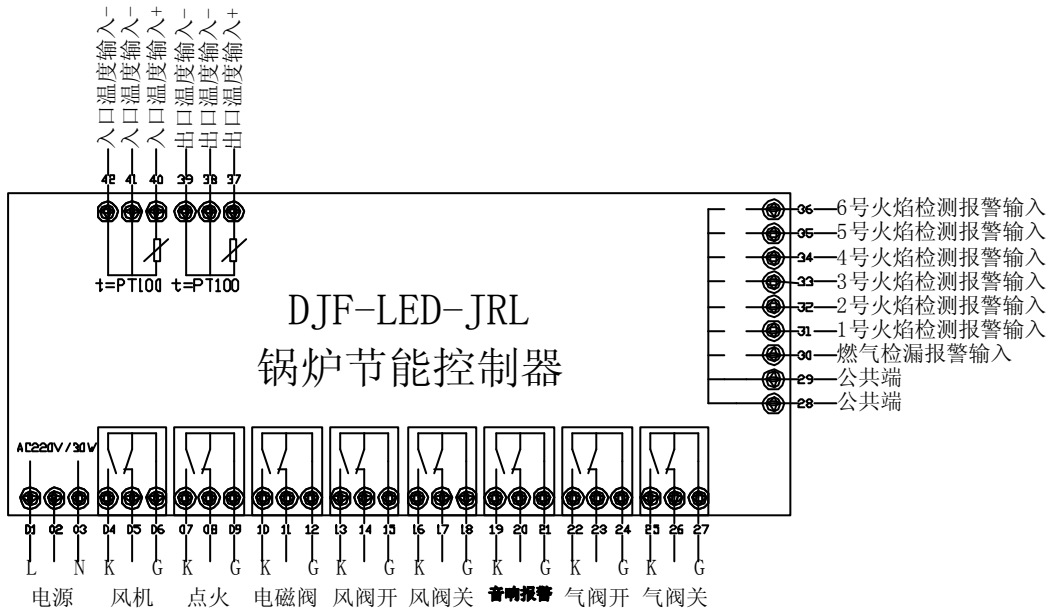 入口温度输入-
入口温度输入-
入口温度输入+
出口温度输入-
出口温度输入-
出口温度输入+
42 41 40 39 38 37
t=PT100 t=PT100
DJF-LED-JRL
锅炉节能控制器
36 6号火焰检测报警输入
35 5号火焰检测报警输入
34 4号火焰检测报警输入
33 3号火焰检测报警输入
32 2号火焰检测报警输入
31 1号火焰检测报警输入
30 燃气检漏报警输入
29 公共端
28 公共端
AC220V/30W
01 02 03 04 05 06 07 08 09 10 11 12 13 14 15 16 17 18 19 20 21 22 23 24 25 26 27
L N K G K G K G K G K G K G K G K G
电源 风机 点火 电磁阀 风阀开 风阀关 音响报警 气阀开 气阀关